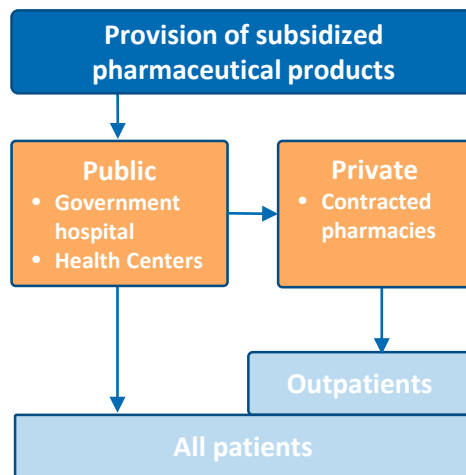 Provision of subsidized
pharmaceutical products
Public
• Government
hospital
• Health Centers
Private
• Contracted
pharmacies
Outpatients
All patients